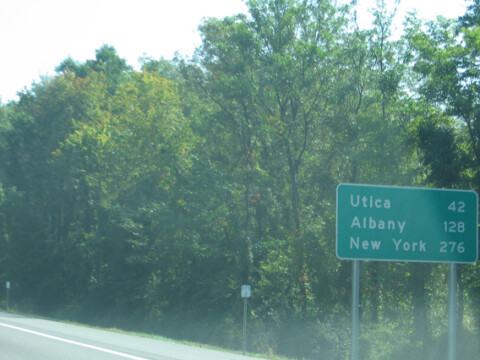 Utica 42
Albany 128
New York 276